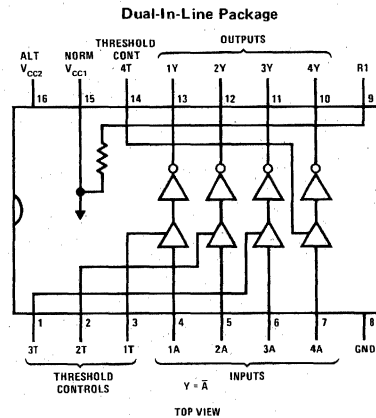 Dual-In-Line Package
THRESHOLD OUTPUTS
ALT NORM CONT
VCC2 VCC1 4T 1Y 2Y 3Y 4Y R1
16 15 14 13 12 11 10 9
1 2 3 4 5 6 7 8
3T 2T 1T 1A 2A 3A 4A GND
THRESHOLD INPUTS
CONTROLS
Y = A̅
TOP VIEW